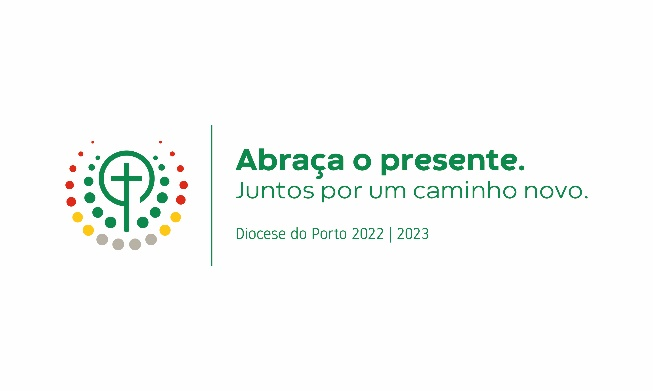 Abraça o presente.
Juntos por um caminho novo.
Diocese do Porto 2022 | 2023